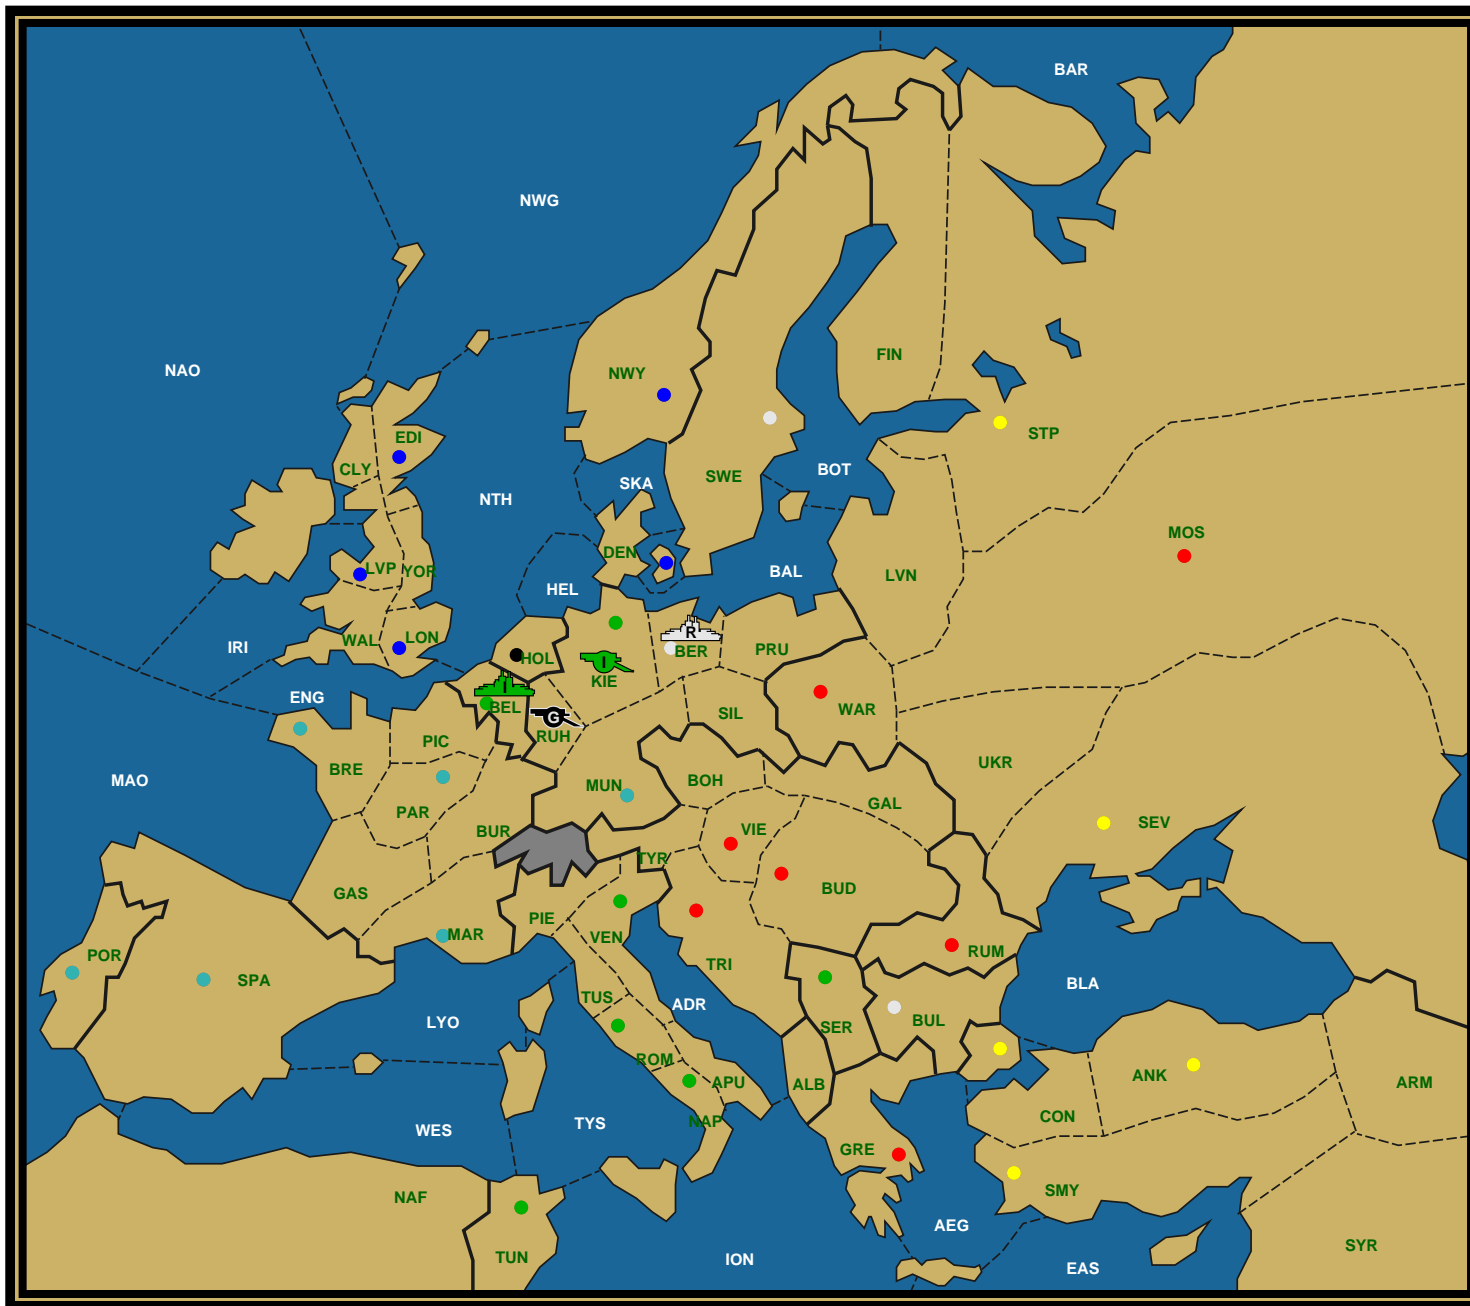 BAR
NWG
NAO
FIN
NWY
EDI
STP
CLY
SKA
BOT
SWE
NTH
MOS
DEN
LVP
YOR
BAL
LVN
HEL
IRI
WAL
LON
R
BER
PRU
HOL
I
KIE
ENG
I
BEL
G
RUH
SIL
WAR
PIC
BRE
MAO
MUN
BOH
UKR
PAR
GAL
BUR
VIE
SEV
TYR
GAS
BUD
PIE
MAR
VEN
POR
SPA
TRI
RUM
BLA
TUS
ADR
LYO
SER
BUL
ROM
APU
ALB
ANK
ARM
WES
TYS
NAP
CON
GRE
NAF
SMY
AEG
TUN
ION
EAS
SYR